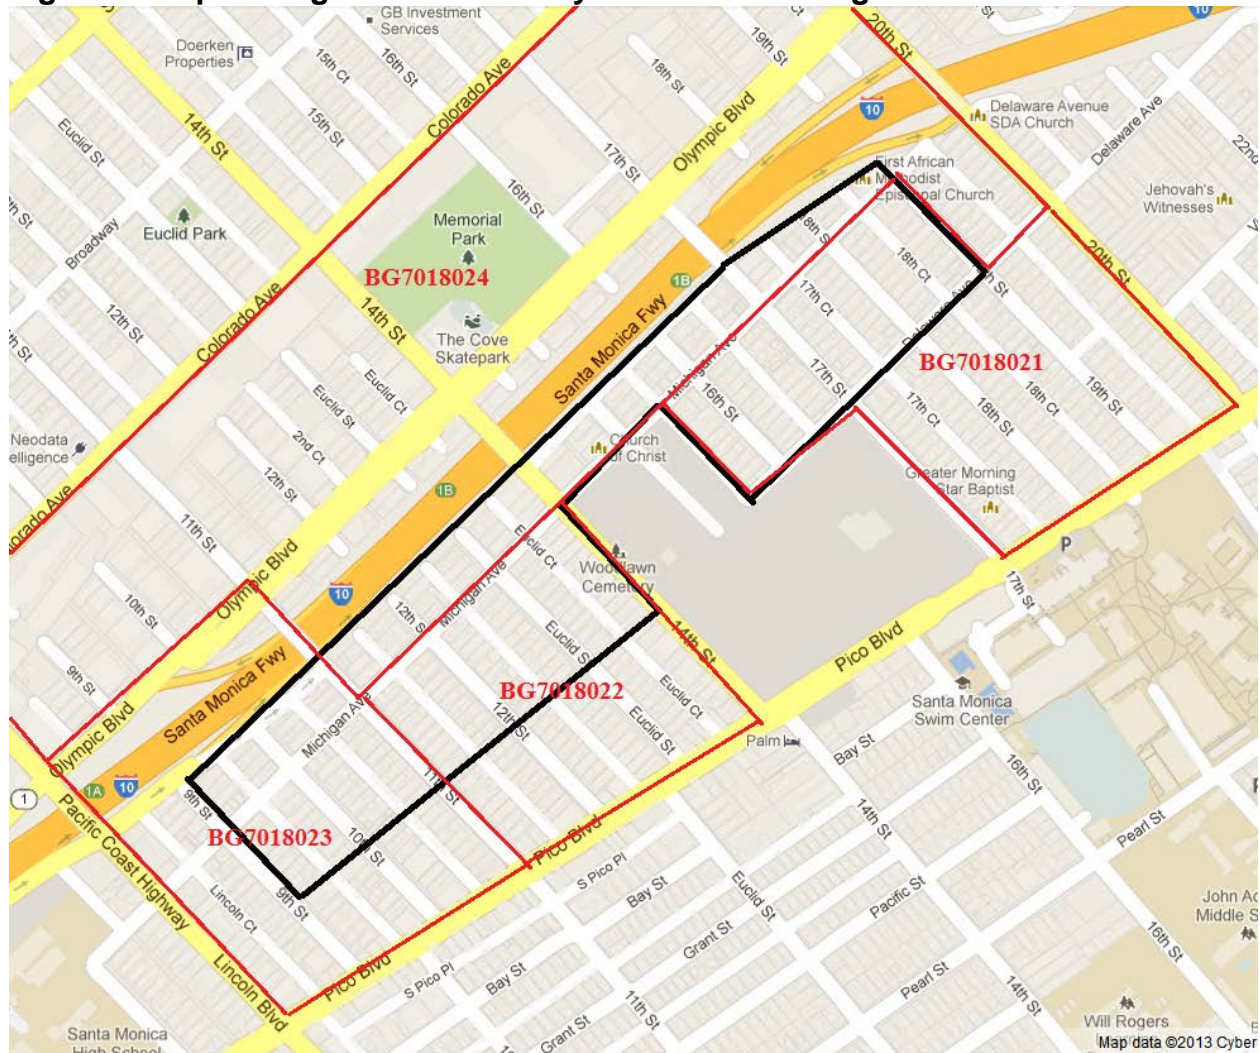 GB Investment
Services
Doerken
Properties
15th Ct
16th St
19th St
20th St
10
18th St
Colorado Ave
Olympic Blvd
10
Delaware Avenue
SDA Church
Delaware Ave
Euclid St
14th St
15th St
17th St
First African
Episcopal Church
Jehovah's
Witnesses
Broadway
Euclid Park
Memorial
Park
16th St
BG7018024
1B
18th Ct
20th St
12th St
Colorado Ave
14th St
The Cove
Skatepark
Santa Monica Fwy
17th Ct
Michigan Ave
BG7018021
Euclid Ct
Euclid St
16th St
17th St
17th Ct
18th St
18th Ct
19th St
Neodata
2nd Ct
12th St
1B
Church
of Christ
Greater Morning
Star Baptist
11th St
Olympic Blvd
Euclid Ct
Woodlawn
Cemetery
P
17th St
10th St
10
12th St
Michigan Ave
Euclid St
14th St
Pico Blvd
9th St
Santa Monica Fwy
BG7018022
Euclid Ct
Santa Monica
Swim Center
Michigan Ave
12th St
Euclid St
Olympic Blvd
Palm
Bay St
16th St
1
1A
10
9th St
11th St
14th St
Pearl St
Pacific Coast Highway
BG7018023
10th St
Pico Blvd
S Pico Pl
Bay St
Euclid St
Pacific St
Lincoln Ct
9th St
Grant St
16th St
Middle
Lincoln Blvd
Pico Blvd
S Pico Pl
Bay St
11th St
Pearl St
14th St
Santa Monica
High School
Grant St
Will Rogers
Map data ©2013 Cyber